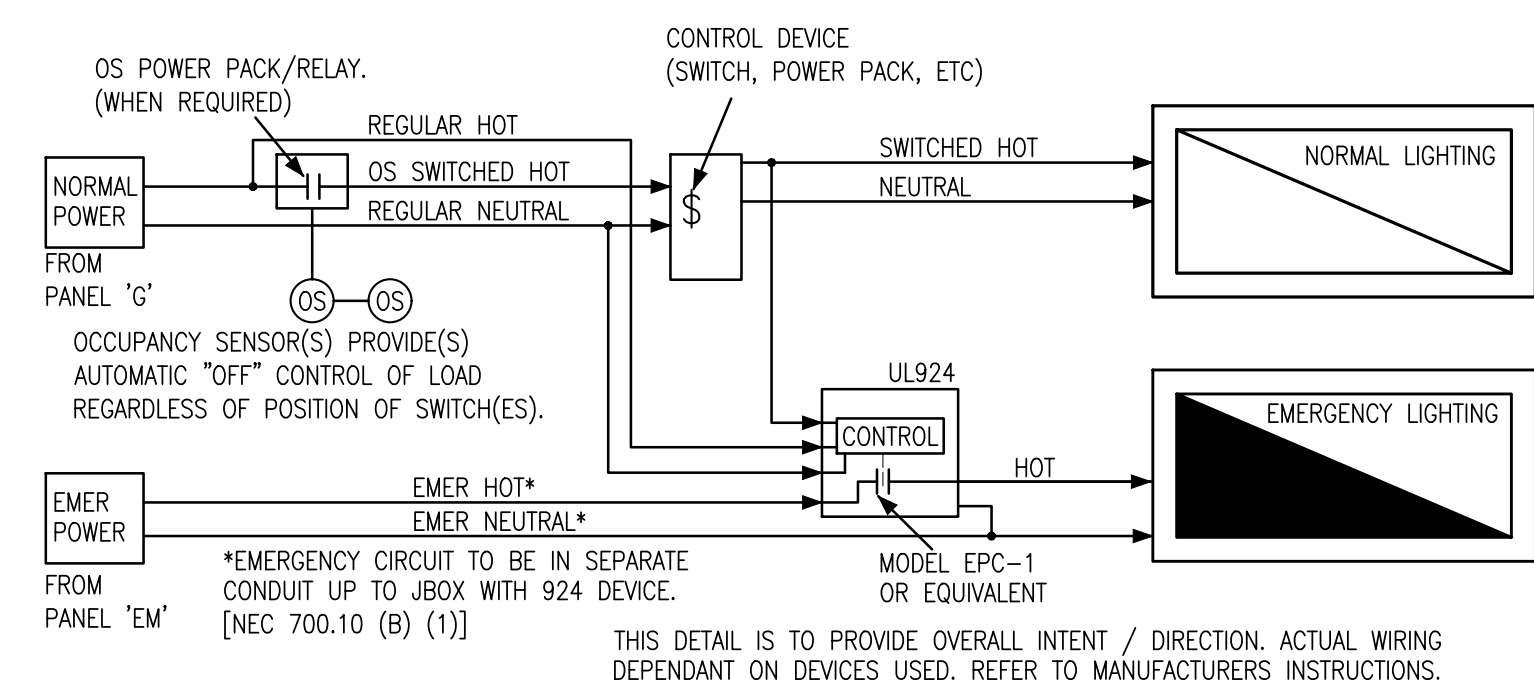 CONTROL DEVICE
(SWITCH, POWER PACK, ETC)
OS POWER PACK/RELAY.
(WHEN REQUIRED)
REGULAR HOT
OS SWITCHED HOT
REGULAR NEUTRAL
NORMAL
POWER
FROM
PANEL 'G'
$
SWITCHED HOT
NEUTRAL
NORMAL LIGHTING
OS
OS
OCCUPANCY SENSOR(S) PROVIDE(S)
AUTOMATIC "OFF" CONTROL OF LOAD
REGARDLESS OF POSITION OF SWITCH(ES).
UL924
CONTROL
HOT
EMERGENCY LIGHTING
EMER
POWER
FROM
PANEL 'EM'
EMER HOT*
EMER NEUTRAL*
*EMERGENCY CIRCUIT TO BE IN SEPARATE
CONDUIT UP TO JBOX WITH 924 DEVICE.
[NEC 700.10 (B) (1)]
MODEL EPC-1
OR EQUIVALENT
THIS DETAIL IS TO PROVIDE OVERALL INTENT / DIRECTION. ACTUAL WIRING
DEPENDANT ON DEVICES USED. REFER TO MANUFACTURERS INSTRUCTIONS.